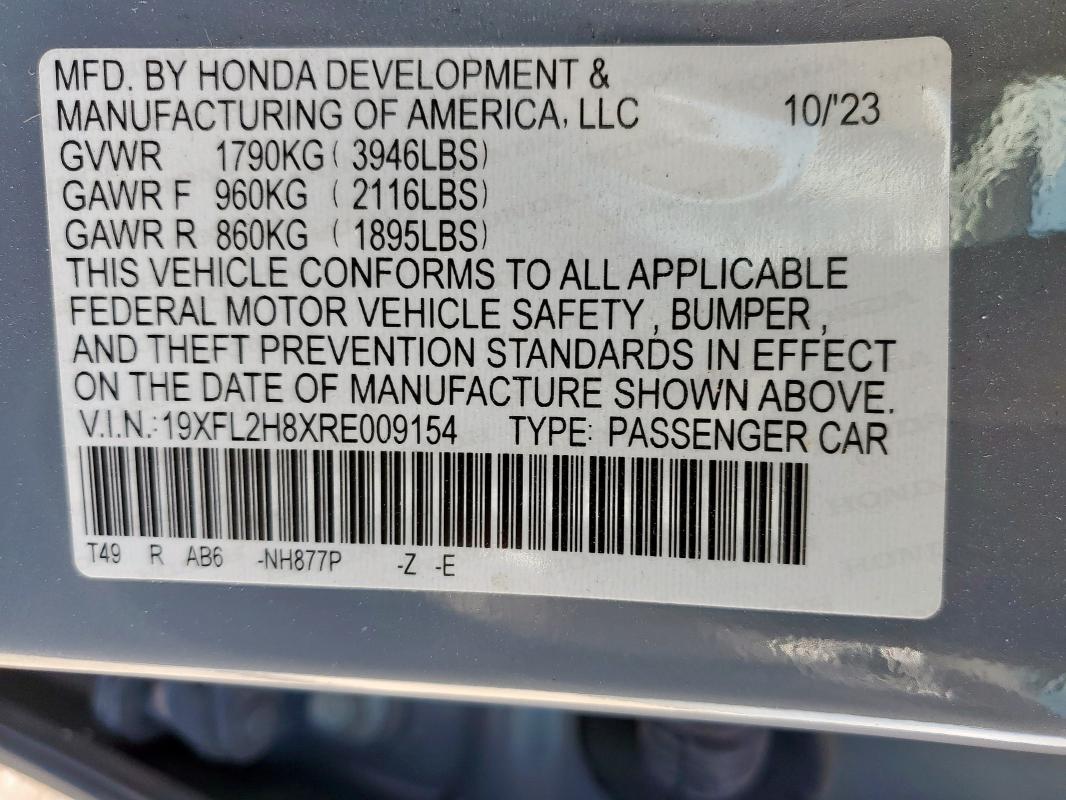 MFD. BY HONDA DEVELOPMENT &
MANUFACTURING OF AMERICA, LLC 10/'23
GVWR 1790KG ( 3946LBS)
GAWR F 960KG ( 2116LBS)
GAWR R 860KG ( 1895LBS)
THIS VEHICLE CONFORMS TO ALL APPLICABLE
FEDERAL MOTOR VEHICLE SAFETY , BUMPER ,
AND THEFT PREVENTION STANDARDS IN EFFECT
ON THE DATE OF MANUFACTURE SHOWN ABOVE.
V.I.N.: 19XFL2H8XRE009154 TYPE: PASSENGER CAR
T49 R AB6 -NH877P -Z -E